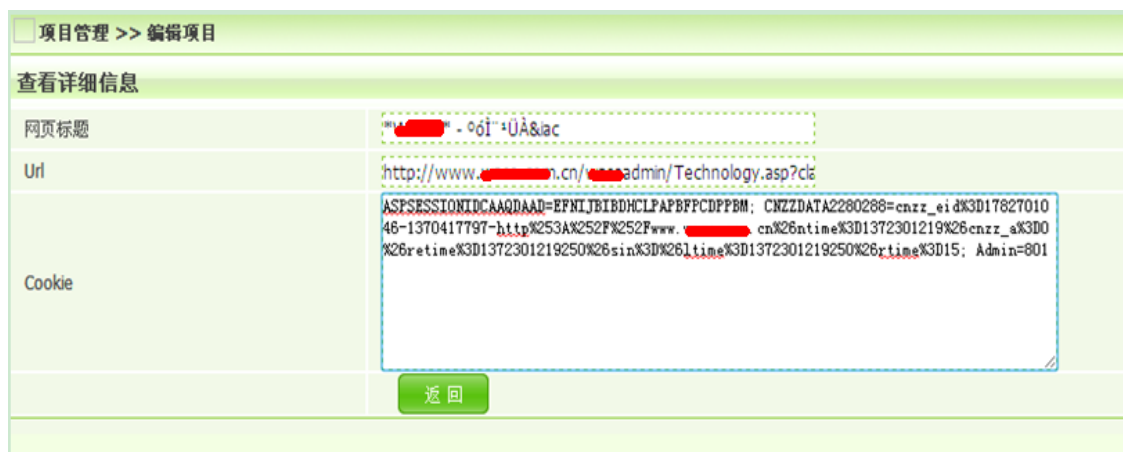 项目管理 >> 编辑项目
查看详细信息
网页标题
" - ºóÌ¨¹ÜÀ&iac
Url
http://www. n.cn/ admin/Technology.asp?cla
Cookie
ASPSESSIONIDCAAQDAAD=EFNIJBIBDHCLPAPBFPCDPPBM; CNZZDATA2280288=cnzz_eid%3D17827010
46-1370417797-http%253A%252F%252Fwww. cn%26ntime%3D1372301219%26cnzz_a%3D0
%26retime%3D1372301219250%26sin%3D%26ltime%3D1372301219250%26rtime%3D15; Admin=801
返回